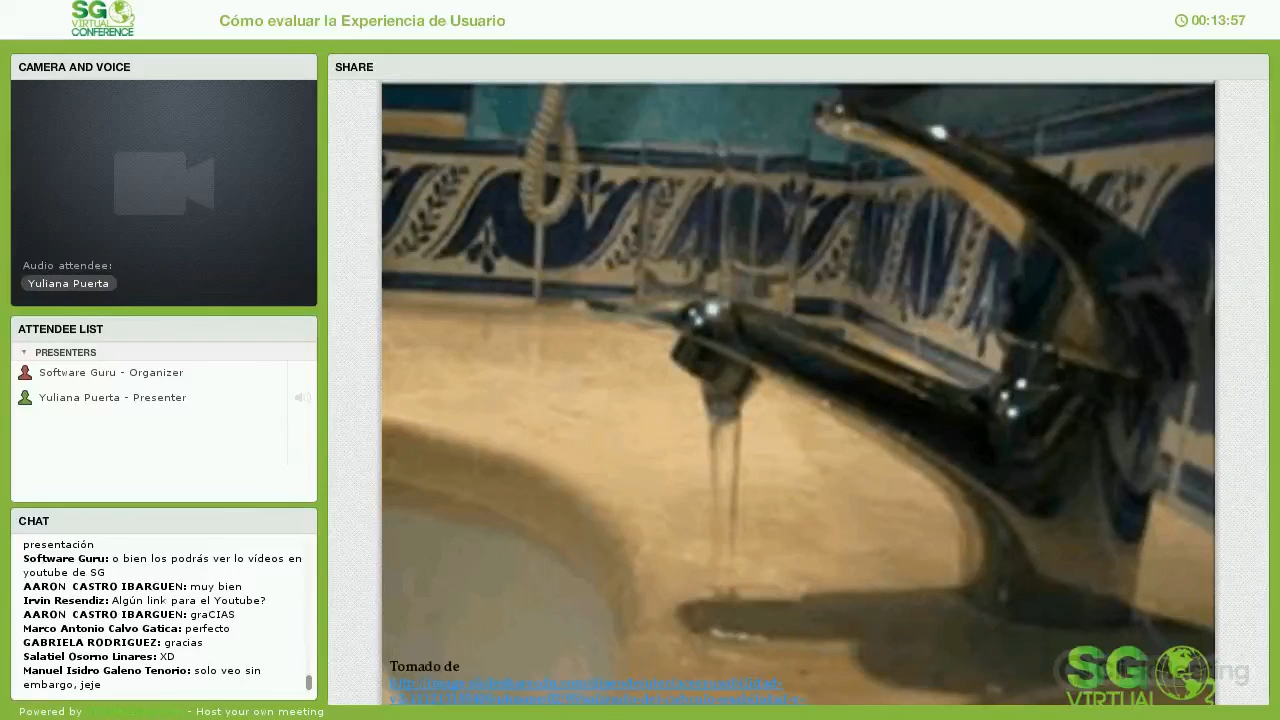 SG
VIRTUAL
CONFERENCE
Cómo evaluar la Experiencia de Usuario
00:13:57
CAMERA AND VOICE
SHARE
Audio attendee:
Yuliana Puerta
ATTENDEE LIST
PRESENTERS
Software Guru - Organizer
Yuliana Puerta - Presenter
CHAT
presentación
Software Guru: o bien los podrás ver lo vídeos en
youtube de SG
AARON CASTRO IBARGUEN: muy bien
Irvin Resendiz: Algún link para el Youtube?
AARON CASTRO IBARGUEN: graCIAS
Marco Antonio Calvo Gatica: perfecto
GABRIELA RODRIGUEZ: gracias
Salatiel Osorno Linares: XD
Manuel Isidro Galeno Tenorio: solo veo sin
embargo, jeje
Tomado de
SG
VIRTUAL
Powered by - Host your own meeting